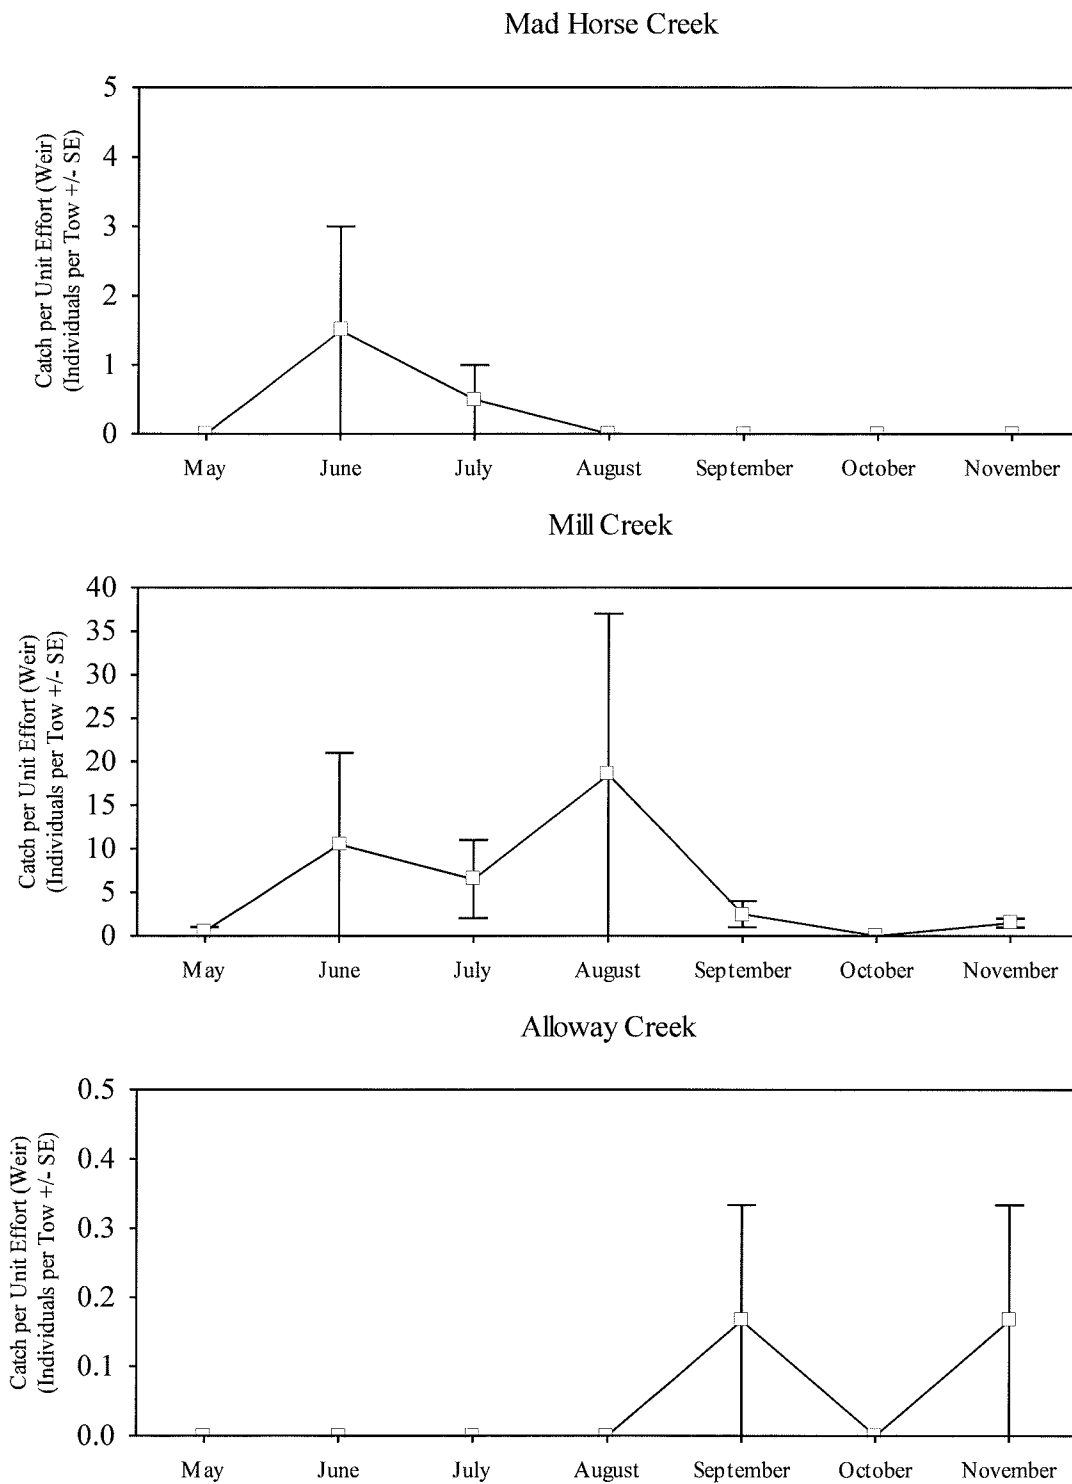 Mad Horse Creek
Catch per Unit Effort (Weir)
(Individuals per Tow +/- SE)
5
4
3
2
1
0
May June July August September October November
Mill Creek
Catch per Unit Effort (Weir)
(Individuals per Tow +/- SE)
40
35
30
25
20
15
10
5
0
May June July August September October November
Alloway Creek
Catch per Unit Effort (Weir)
(Individuals per Tow +/- SE)
0.5
0.4
0.3
0.2
0.1
0.0
May June July August September October November